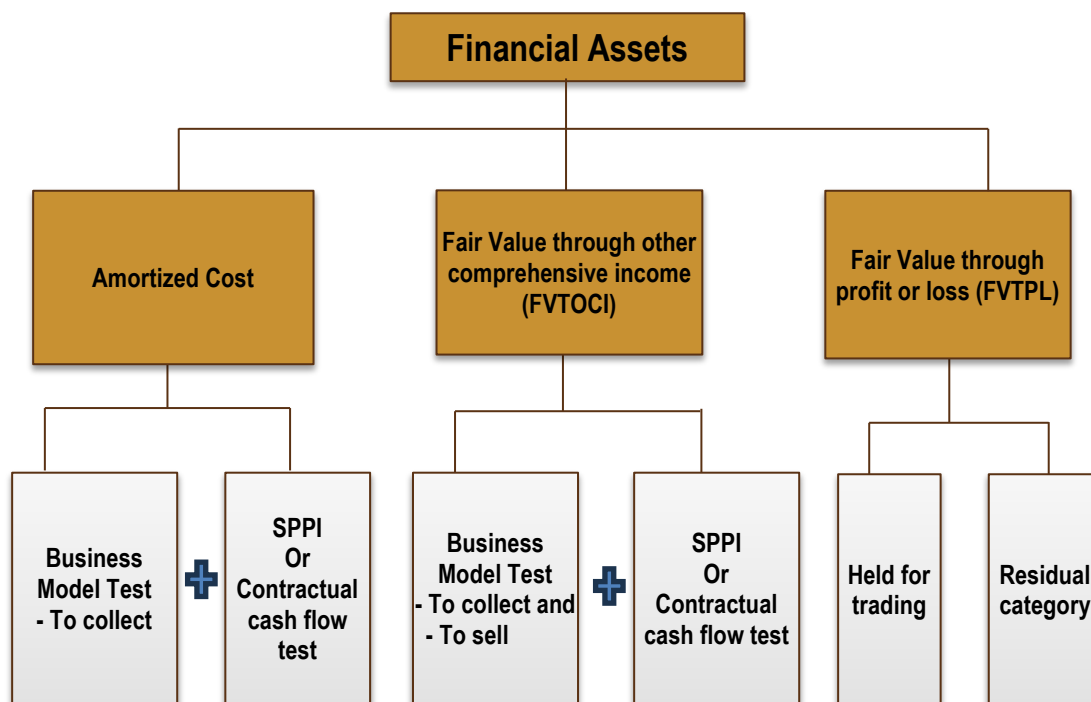 Financial Assets
Amortized Cost
Fair Value through other
comprehensive income
(FVTOCI)
Fair Value through
profit or loss (FVTPL)
Business
Model Test
- To collect
SPPI
Or
Contractual
cash flow
test
Business
Model Test
- To collect and
- To sell
SPPI
Or
Contractual
cash flow test
Held for
trading
Residual
category